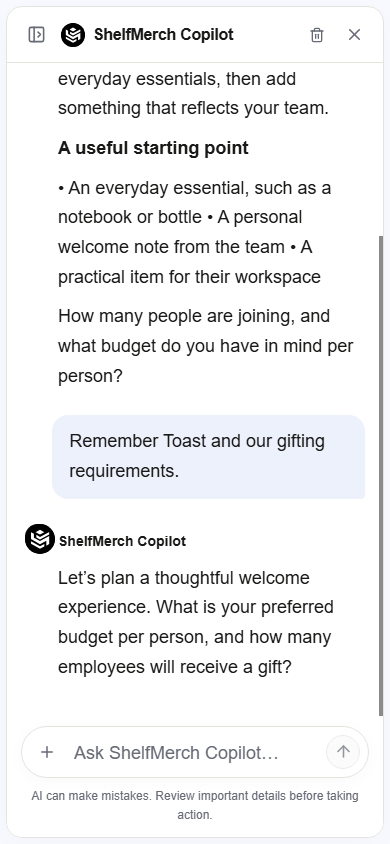 ShelfMerch Copilot
everyday essentials, then add
something that reflects your team.
A useful starting point
• An everyday essential, such as a
notebook or bottle • A personal
welcome note from the team • A
practical item for their workspace
How many people are joining, and
what budget do you have in mind per
person?
Remember Toast and our gifting
requirements.
ShelfMerch Copilot
Let’s plan a thoughtful welcome
experience. What is your preferred
budget per person, and how many
employees will receive a gift?
Ask ShelfMerch Copilot…
AI can make mistakes. Review important details before taking
action.